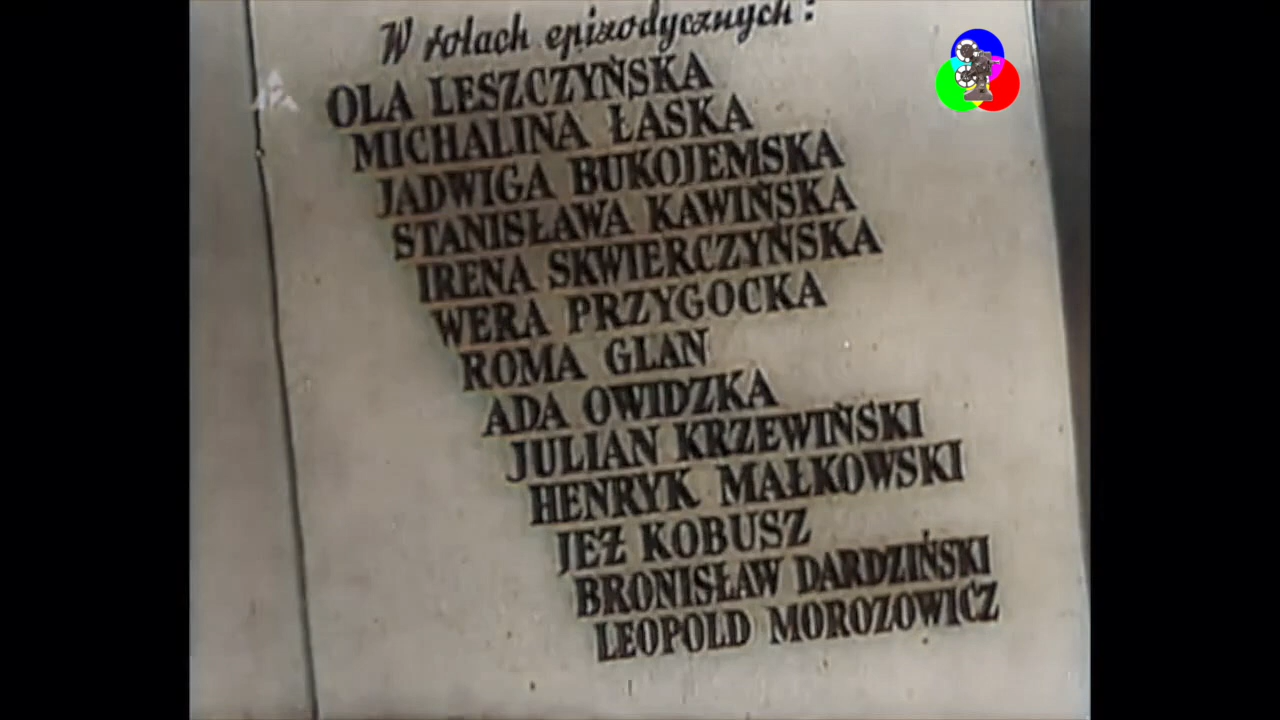 W rolach epizodycznych:
OLA LESZCZYŃSKA
MICHALINA ŁASKA
JADWIGA BUKOJEMSKA
STANISŁAWA KAWIŃSKA
IRENA SKWIERCZYŃSKA
WERA PRZYGOCKA
ROMA GLAN
ADA OWIDZKA
JULIAN KRZEWIŃSKI
HENRYK MAŁKOWSKI
JEŻ KOBUSZ
BRONISŁAW DARDZIŃSKI
LEOPOLD MOROZOWICZ